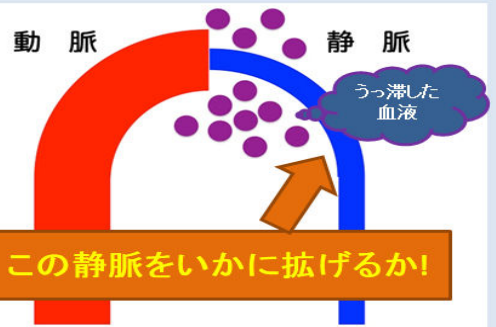 動 脈
静 脈
うっ滞した
血液
この静脈をいかに拡げるか!